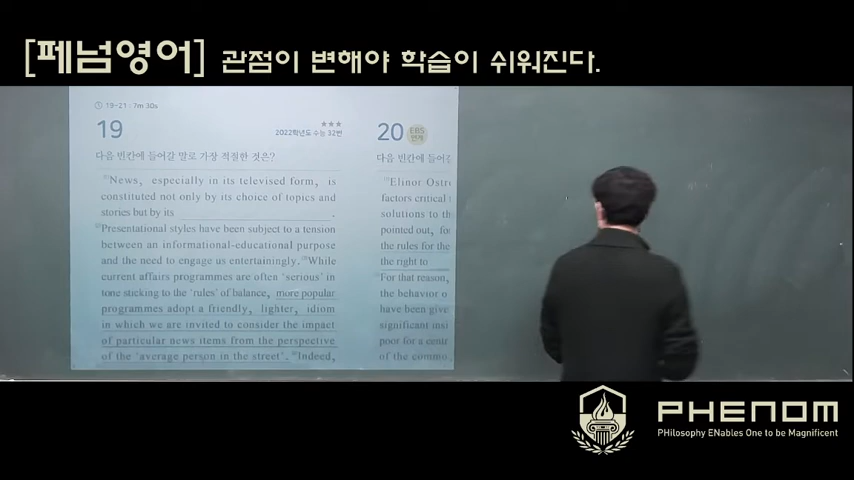 [페넘영어] 관점이 변해야 학습이 쉬워진다.
19-21 : 7m 30s
19
★★★
2022학년도 수능 32번
다음 빈칸에 들어갈 말로 가장 적절한 것은?
News, especially in its televised form, is
constituted not only by its choice of topics and
stories but by its ____________________.
Presentational styles have been subject to a tension
between an informational-educational purpose
and the need to engage us entertainingly. While
current affairs programmes are often ‘serious’ in
tone sticking to the ‘rules’ of balance, more popular
programmes adopt a friendly, lighter, idiom
in which we are invited to consider the impact
of particular news items from the perspective
of the ‘average person in the street’. Indeed,
20 EBS
연계
다음 빈칸에 들어갈
Elinor Ostr
factors critical
solutions to th
pointed out, fo
the rules for the
the right to
For that reason,
the behavior o
have been give
significant insi
poor for a centr
of the commo
PHENOM
PHilosophy ENables One to be Magnificent